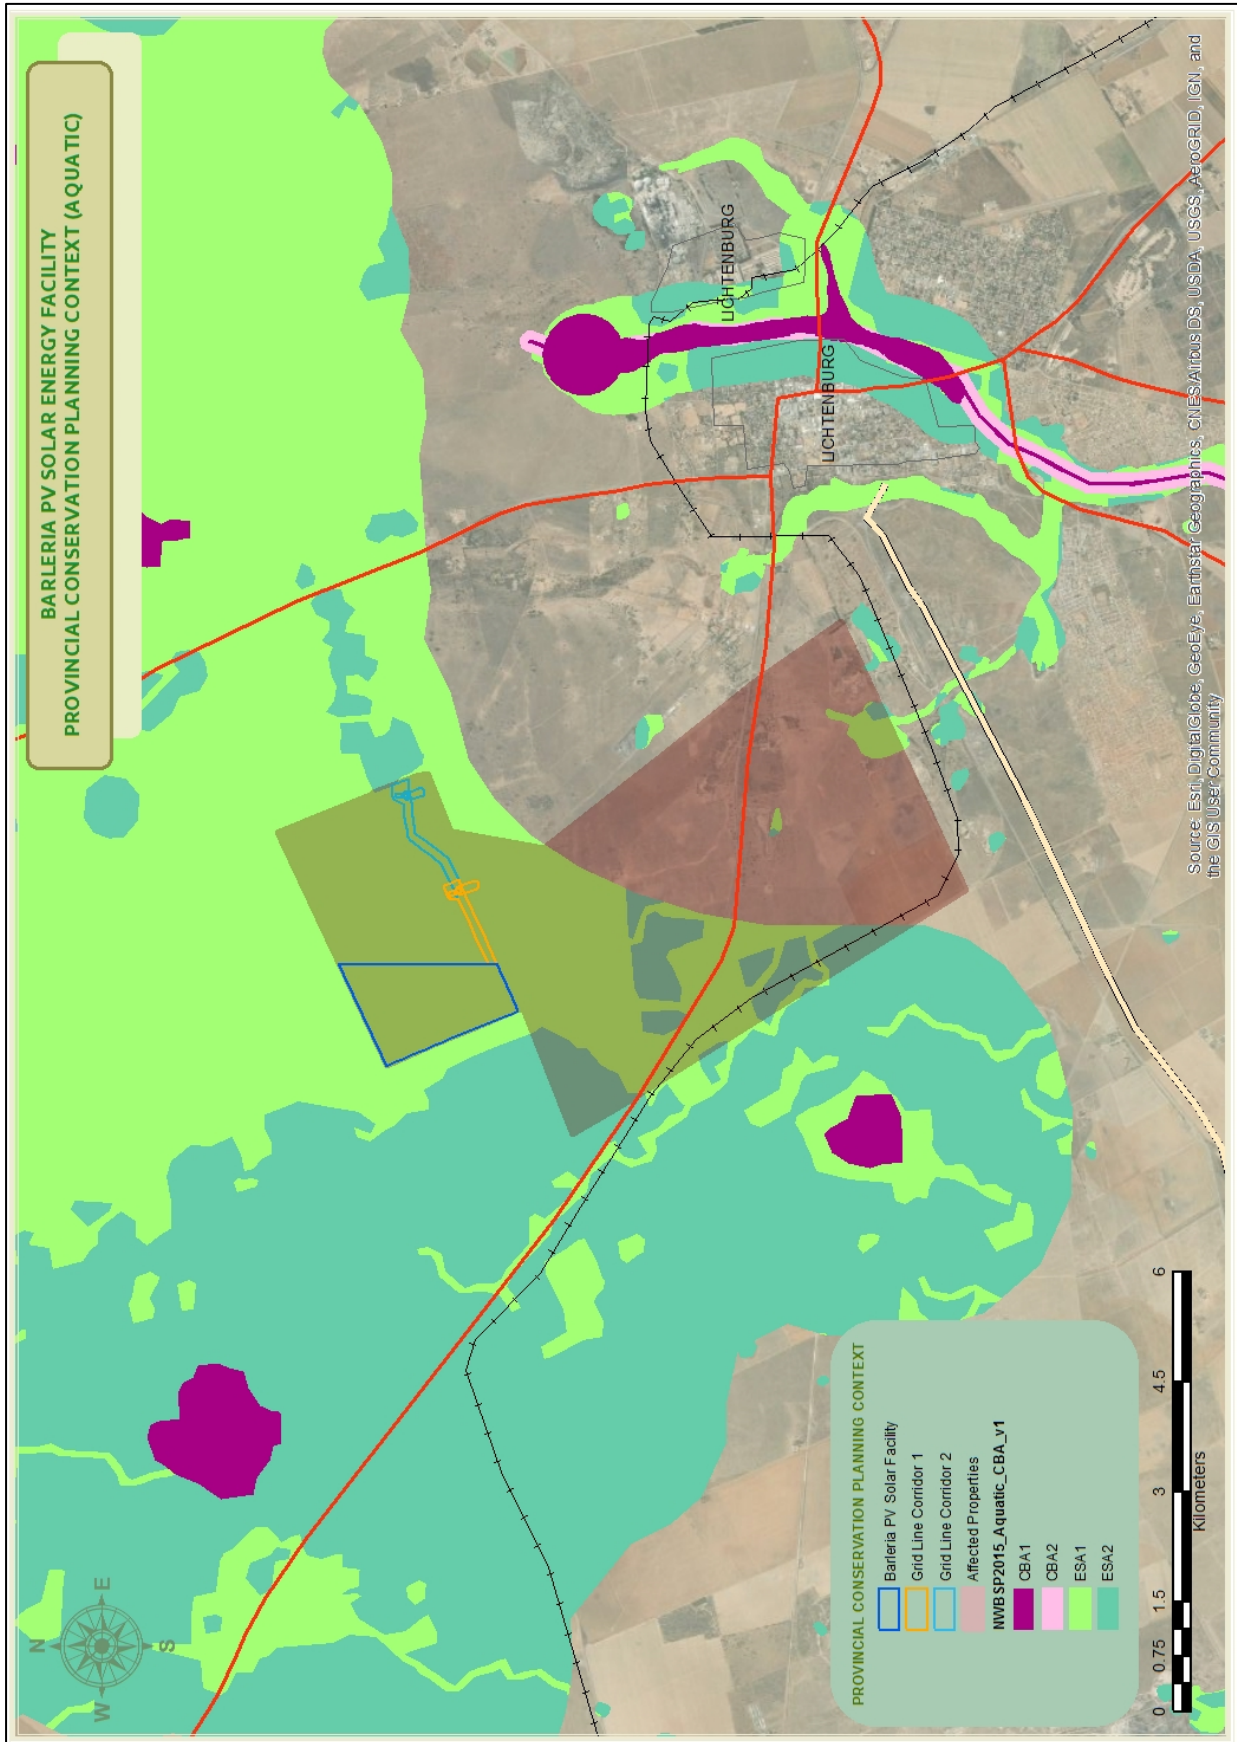 BARLERIA PV SOLAR ENERGY FACILITY
PROVINCIAL CONSERVATION PLANNING CONTEXT (AQUATIC)
N
W E
S
LICHTENBURG
LICHTENBURG
PROVINCIAL CONSERVATION PLANNING CONTEXT
Barleria PV Solar Facility
Grid Line Corridor 1
Grid Line Corridor 2
Affected Properties
NWBSP2015_Aquatic_CBA_v1
CBA1
CBA2
ESA1
ESA2
0 0.75 1.5 3 4.5 6
Kilometers
Source: Esri, DigitalGlobe, GeoEye, Earthstar Geographics, CNES/Airbus DS, USDA, USGS, AeroGRID, IGN, and
the GIS User Community